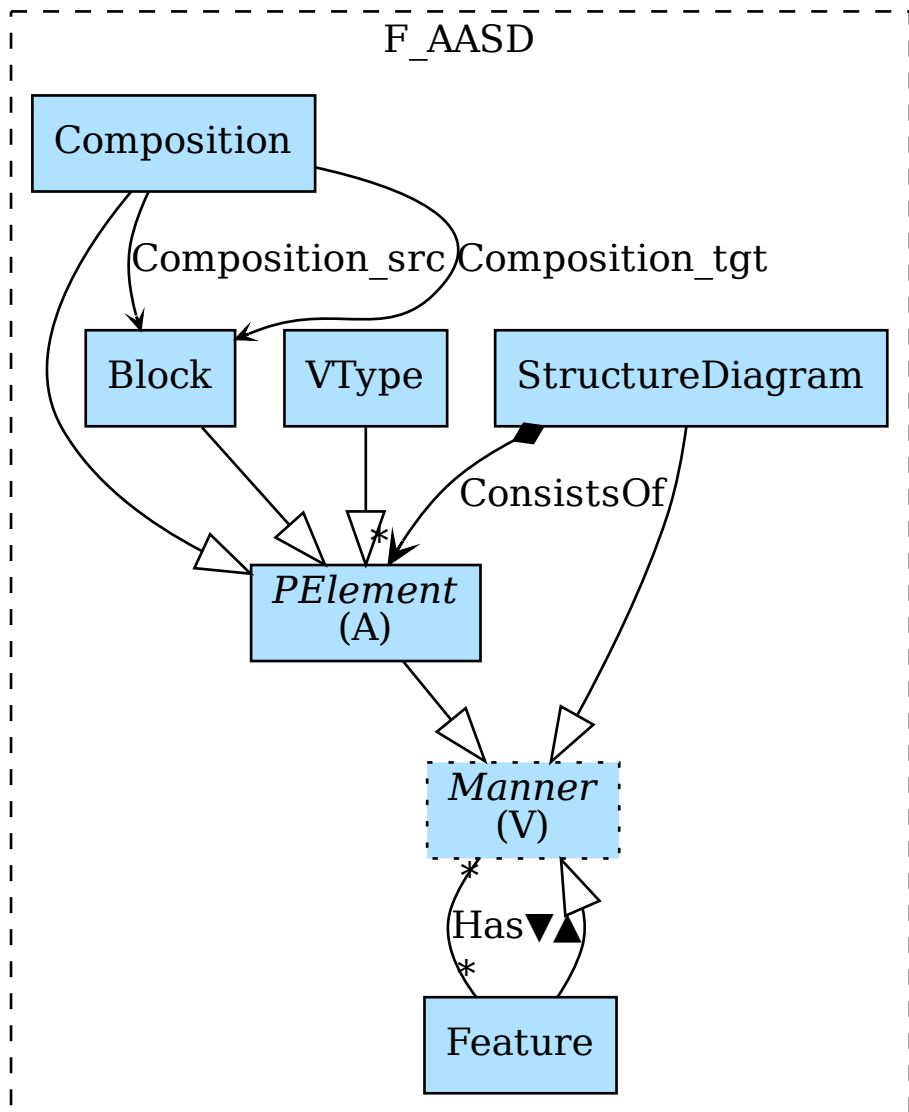 F_AASD
Composition
Composition_src
Composition_tgt
Block
VType
StructureDiagram
ConsistsOf
*
PElement
(A)
Manner
(V)
*
Has▼▲
*
Feature